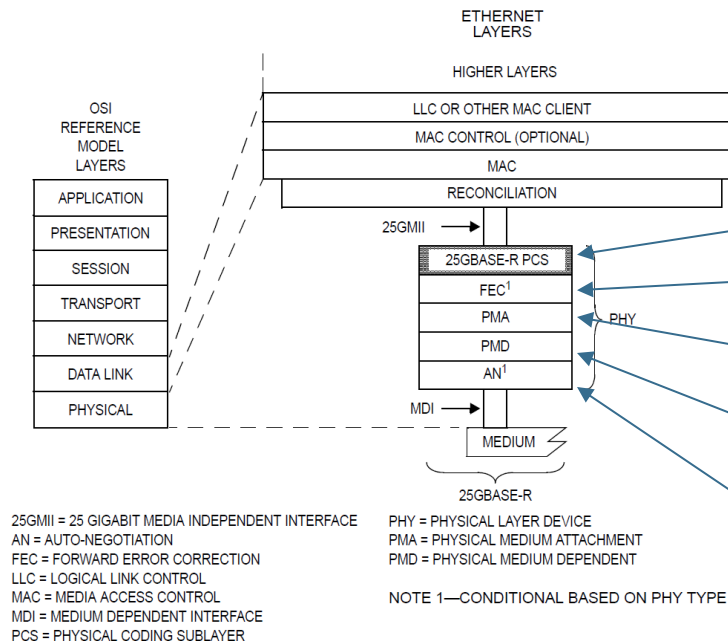 ETHERNET
LAYERS
HIGHER LAYERS
OSI
REFERENCE
MODEL
LAYERS
APPLICATION
PRESENTATION
SESSION
TRANSPORT
NETWORK
DATA LINK
PHYSICAL
LLC OR OTHER MAC CLIENT
MAC CONTROL (OPTIONAL)
MAC
RECONCILIATION
25GMII
25GBASE-R PCS
FEC1
PMA
PMD
AN1
PHY
MDI
MEDIUM
25GBASE-R
25GMII = 25 GIGABIT MEDIA INDEPENDENT INTERFACE
AN = AUTO-NEGOTIATION
FEC = FORWARD ERROR CORRECTION
LLC = LOGICAL LINK CONTROL
MAC = MEDIA ACCESS CONTROL
MDI = MEDIUM DEPENDENT INTERFACE
PCS = PHYSICAL CODING SUBLAYER
PHY = PHYSICAL LAYER DEVICE
PMA = PHYSICAL MEDIUM ATTACHMENT
PMD = PHYSICAL MEDIUM DEPENDENT
NOTE 1—CONDITIONAL BASED ON PHY TYPE